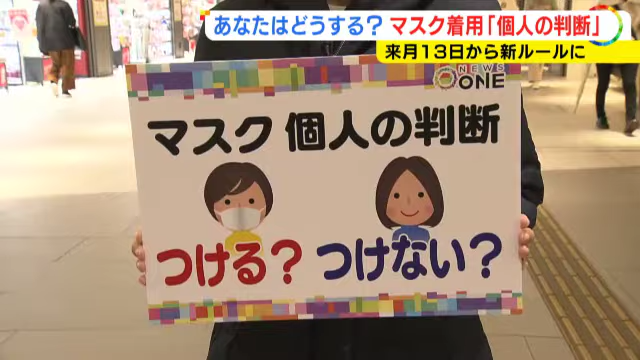 あなたはどうする? マスク着用「個人の判断」
来月13日から新ルールに
NEWS
ONE
マスク 個人の判断
つける? つけない?